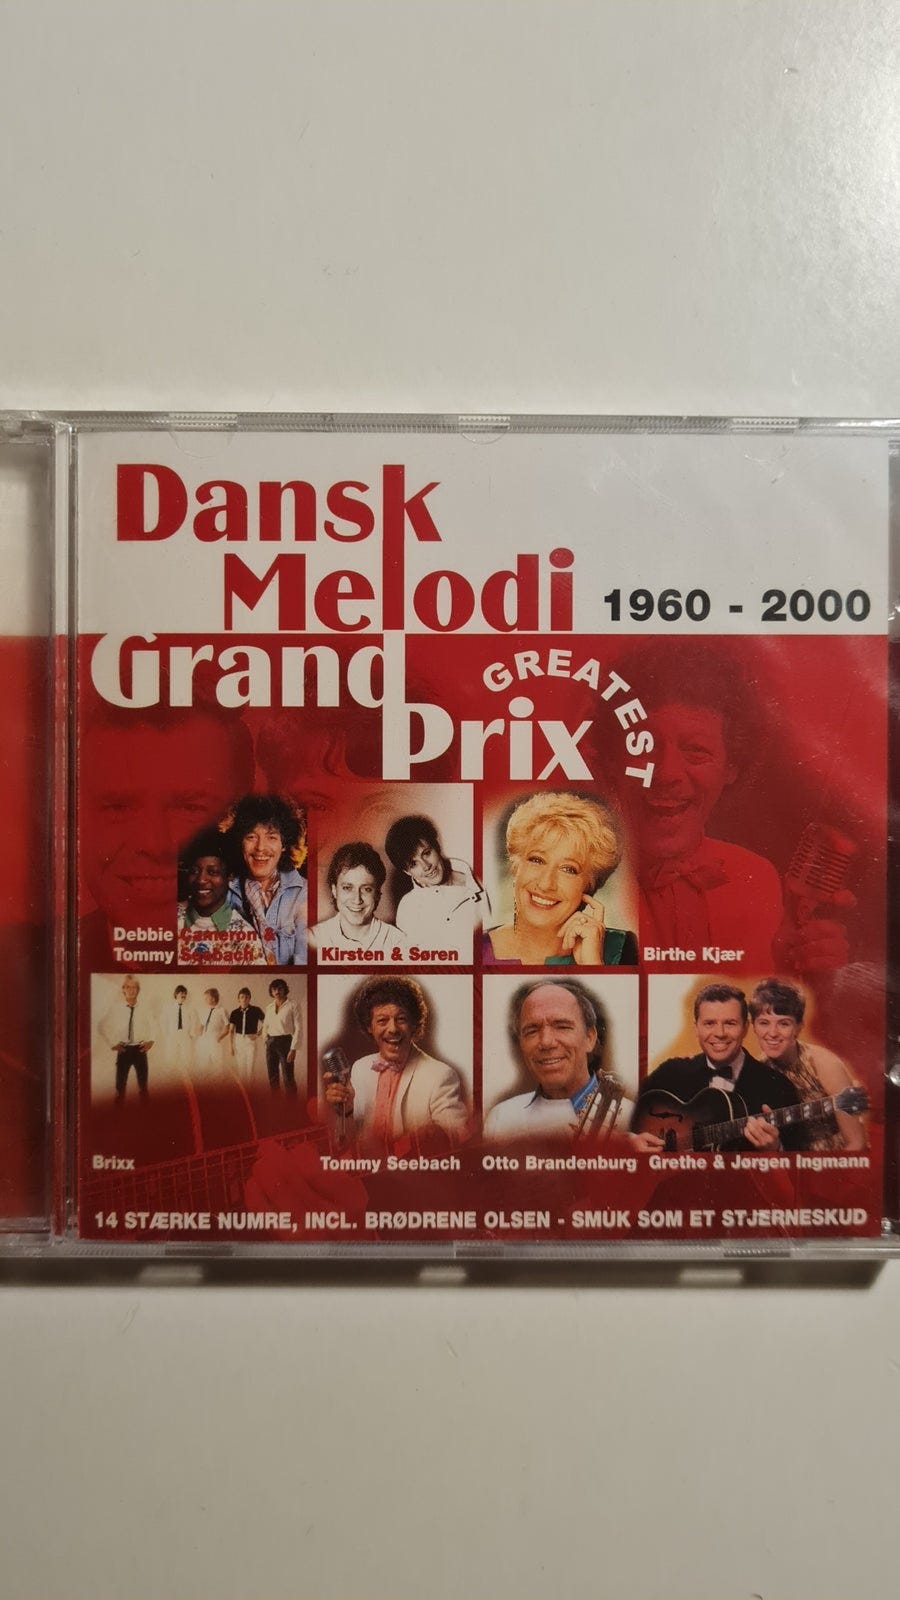 Dansk
Melodi 1960 - 2000
Grand
Prix
GREATEST
Debbie Cameron &
Tommy Seebach
Kirsten & Søren
Birthe Kjær
Brixx
Tommy Seebach
Otto Brandenburg
Grethe & Jørgen Ingmann
14 STÆRKE NUMRE, INCL. BRØDRENE OLSEN - SMUK SOM ET STJERNESKUD